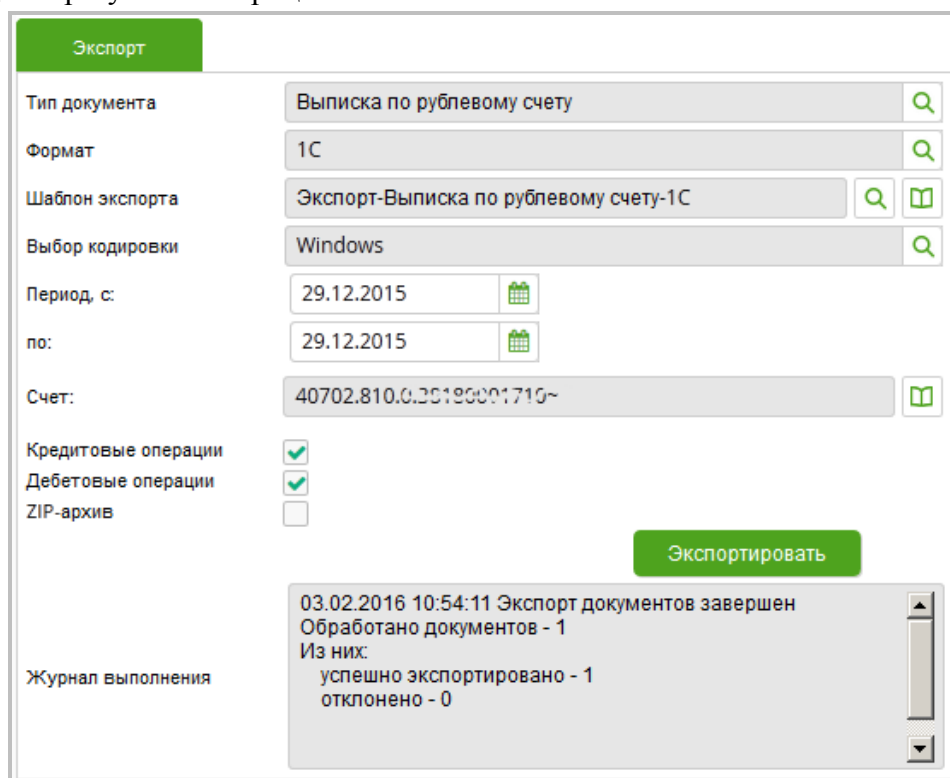 Экспорт
Тип документа Выписка по рублевому счету
Формат 1С
Шаблон экспорта Экспорт-Выписка по рублевому счету-1С
Выбор кодировки Windows
Период, с: 29.12.2015
по: 29.12.2015
Счет:
Кредитовые операции
Дебетовые операции
ZIP-архив
Экспортировать
03.02.2016 10:54:11 Экспорт документов завершен
Обработано документов - 1
Из них:
успешно экспортировано - 1
отклонено - 0
Журнал выполнения